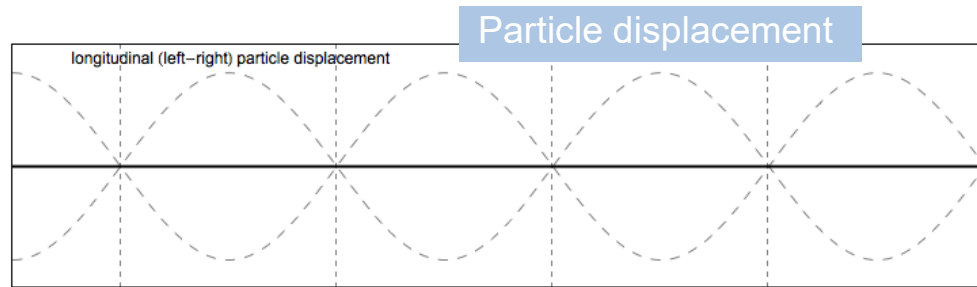 Particle displacement
longitudinal (left-right) particle displacement